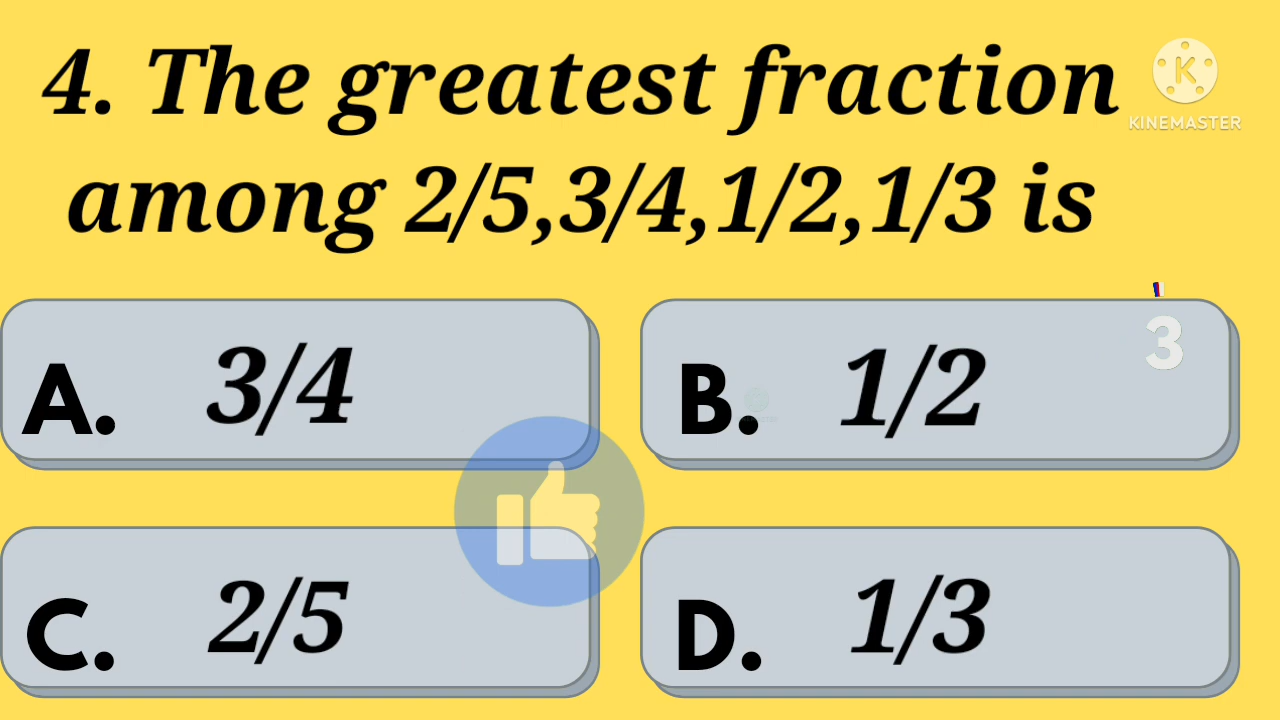 4. The greatest fraction
among 2/5,3/4,1/2,1/3 is
KINEMASTER
A. 3/4
B. 1/2
3
C. 2/5
D. 1/3